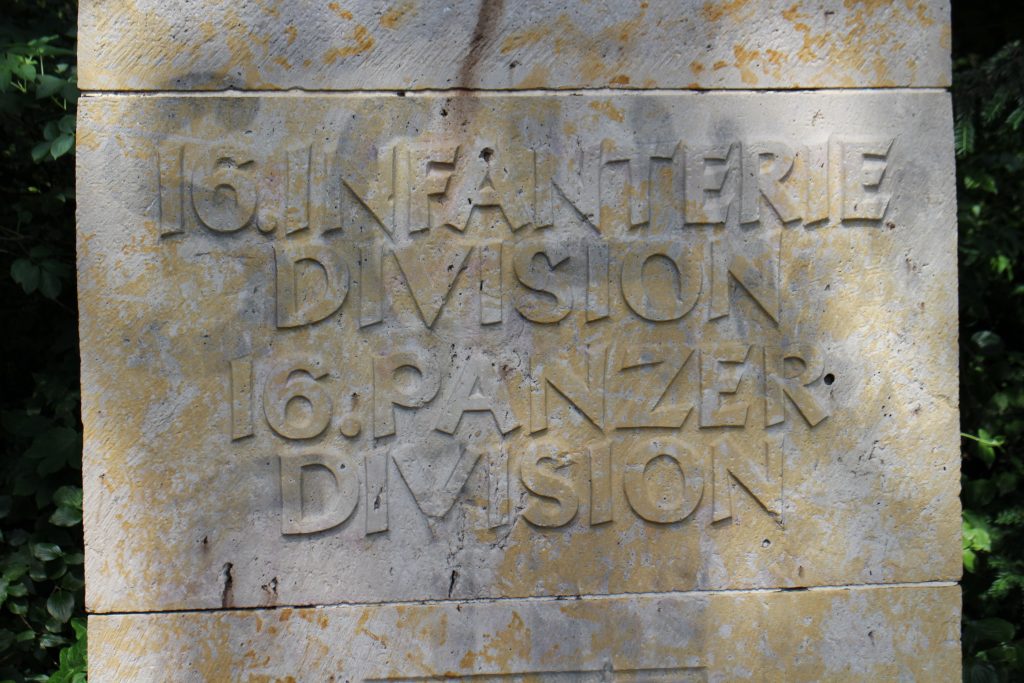 16. INFANTERIE
DIVISION
16. PANZER
DIVISION